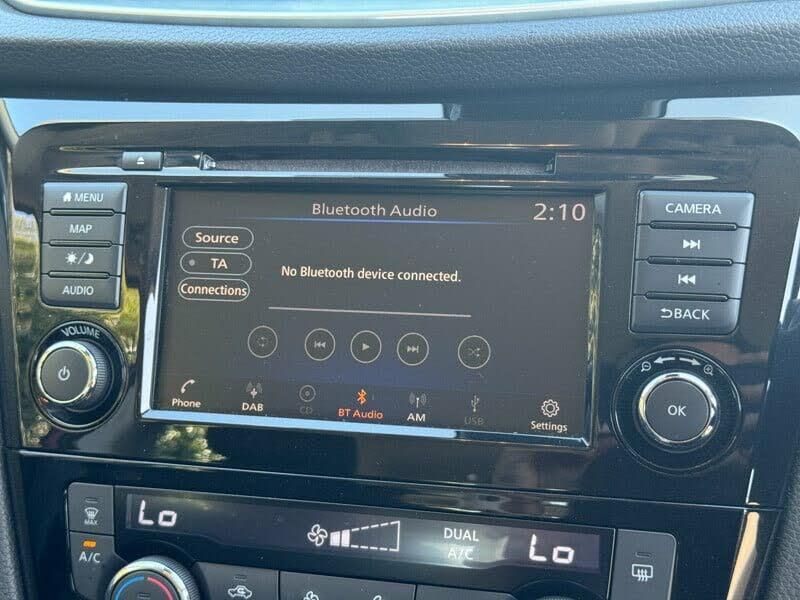 MENU
MAP
AUDIO
VOLUME
Bluetooth Audio
2:10
Source
TA
Connections
No Bluetooth device connected.
Phone
DAB
CD
BT Audio
AM
USB
Settings
CAMERA
BACK
OK
MAX
A/C
Lo
DUAL
A/C
Lo